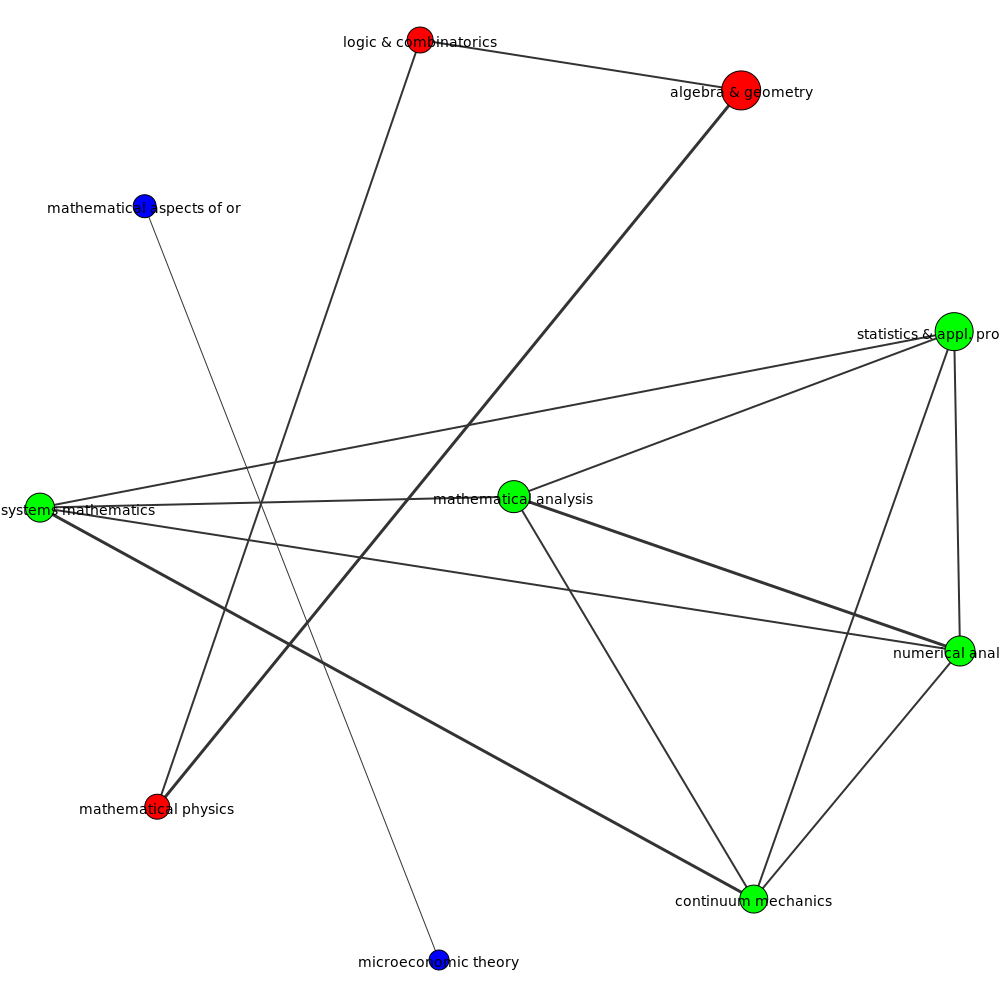 logic & combinatorics
algebra & geometry
mathematical aspects of or
statistics & appl. pro
systems mathematics
mathematical analysis
numerical anal
mathematical physics
continuum mechanics
microeconomic theory